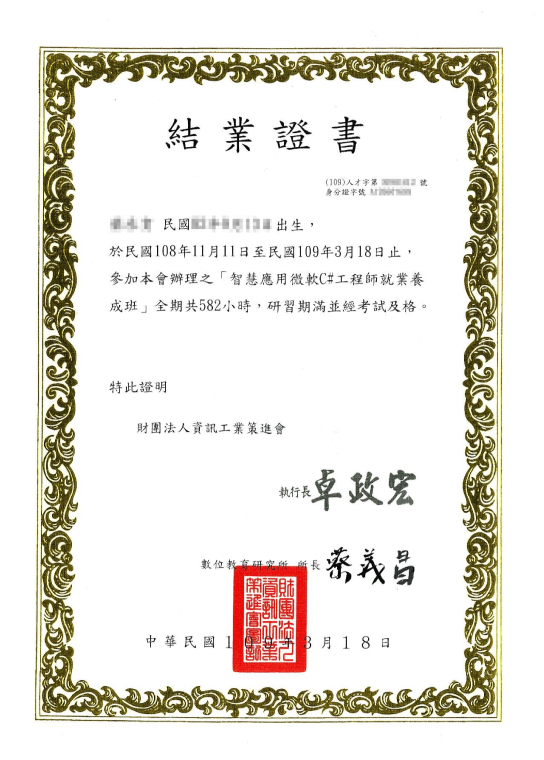 結業證書
(109)人才字第 號
身分證字號
民國 出生，
於民國108年11月11日至民國109年3月18日止，
參加本會辦理之「智慧應用微軟C#工程師就業養
成班」全期共582小時，研習期滿並經考試及格。
特此證明
財團法人資訊工業策進會
執行長 卓政宏
數位教育研究所 所長 蔡義昌
財團法人
資訊工業
策進會圖記
中華民國109年3月18日